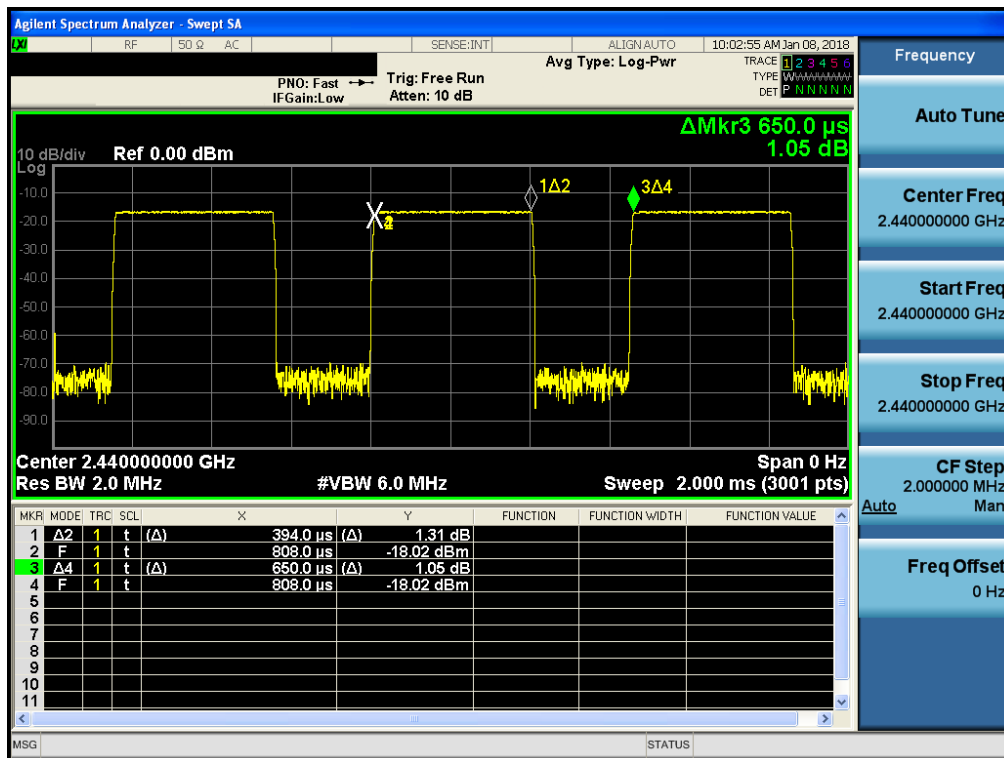 Agilent Spectrum Analyzer - Swept SA
LXI RF 50 Ω AC SENSE:INT ALIGN AUTO 10:02:55 AM Jan 08, 2018
Frequency
Avg Type: Log-Pwr
TRACE 1 2 3 4 5 6
PNO: Fast Trig: Free Run
TYPE WWWWWW
IFGain:Low Atten: 10 dB
DET P N N N N N
Auto Tune
ΔMkr3 650.0 µs
10 dB/div Ref 0.00 dBm 1.05 dB
Log
1Δ2 3Δ4
-10.0
-20.0
-30.0
-40.0
-50.0
-60.0
-70.0
-80.0
-90.0
Center Freq
2.440000000 GHz
Start Freq
2.440000000 GHz
Stop Freq
2.440000000 GHz
Center 2.440000000 GHz Span 0 Hz
Res BW 2.0 MHz #VBW 6.0 MHz Sweep 2.000 ms (3001 pts)
CF Step
2.000000 MHz
Auto Man
Freq Offset
0 Hz
MKR MODE TRC SCL X Y FUNCTION FUNCTION WIDTH FUNCTION VALUE
1 Δ2 1 t (Δ) 394.0 µs (Δ) 1.31 dB
2 F 1 t 808.0 µs -18.02 dBm
3 Δ4 1 t (Δ) 650.0 µs (Δ) 1.05 dB
4 F 1 t 808.0 µs -18.02 dBm
5
6
7
8
9
10
11
MSG STATUS